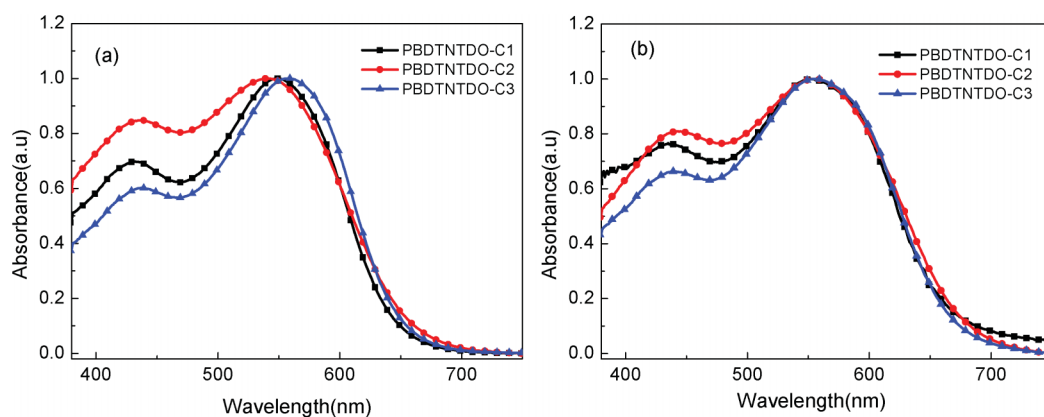 (a)
PBDTNTDO-C1
PBDTNTDO-C2
PBDTNTDO-C3
1.2
1.0
0.8
0.6
0.4
0.2
0.0
Absorbance(a.u)
400 500 600 700
Wavelength(nm)
(b)
PBDTNTDO-C1
PBDTNTDO-C2
PBDTNTDO-C3
1.2
1.0
0.8
0.6
0.4
0.2
0.0
Absorbance(a.u)
400 500 600 700
Wavelength(nm)